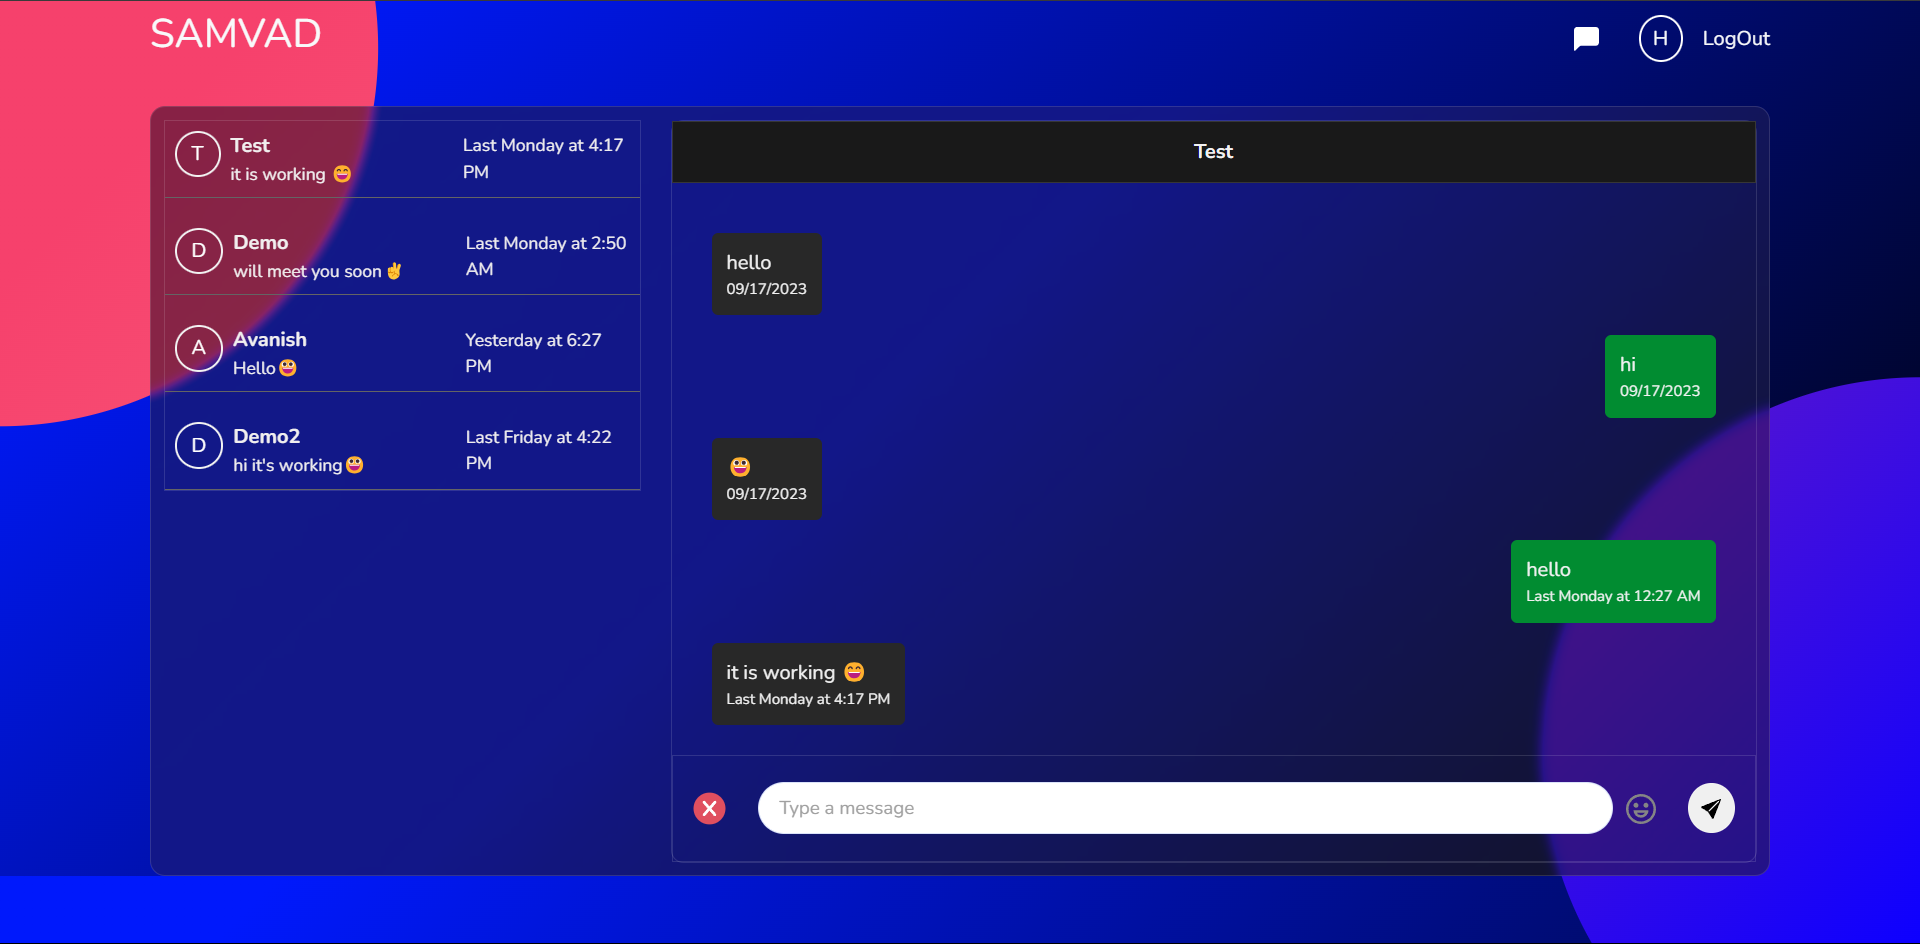 SAMVAD
H
LogOut
T
Test
it is working 😄
Last Monday at 4:17
PM
D
Demo
will meet you soon✌️
Last Monday at 2:50
AM
A
Avanish
Hello😀
Yesterday at 6:27
PM
D
Demo2
hi it's working😀
Last Friday at 4:22
PM
Test
hello
09/17/2023
hi
09/17/2023
😀
09/17/2023
hello
Last Monday at 12:27 AM
it is working 😄
Last Monday at 4:17 PM
Type a message